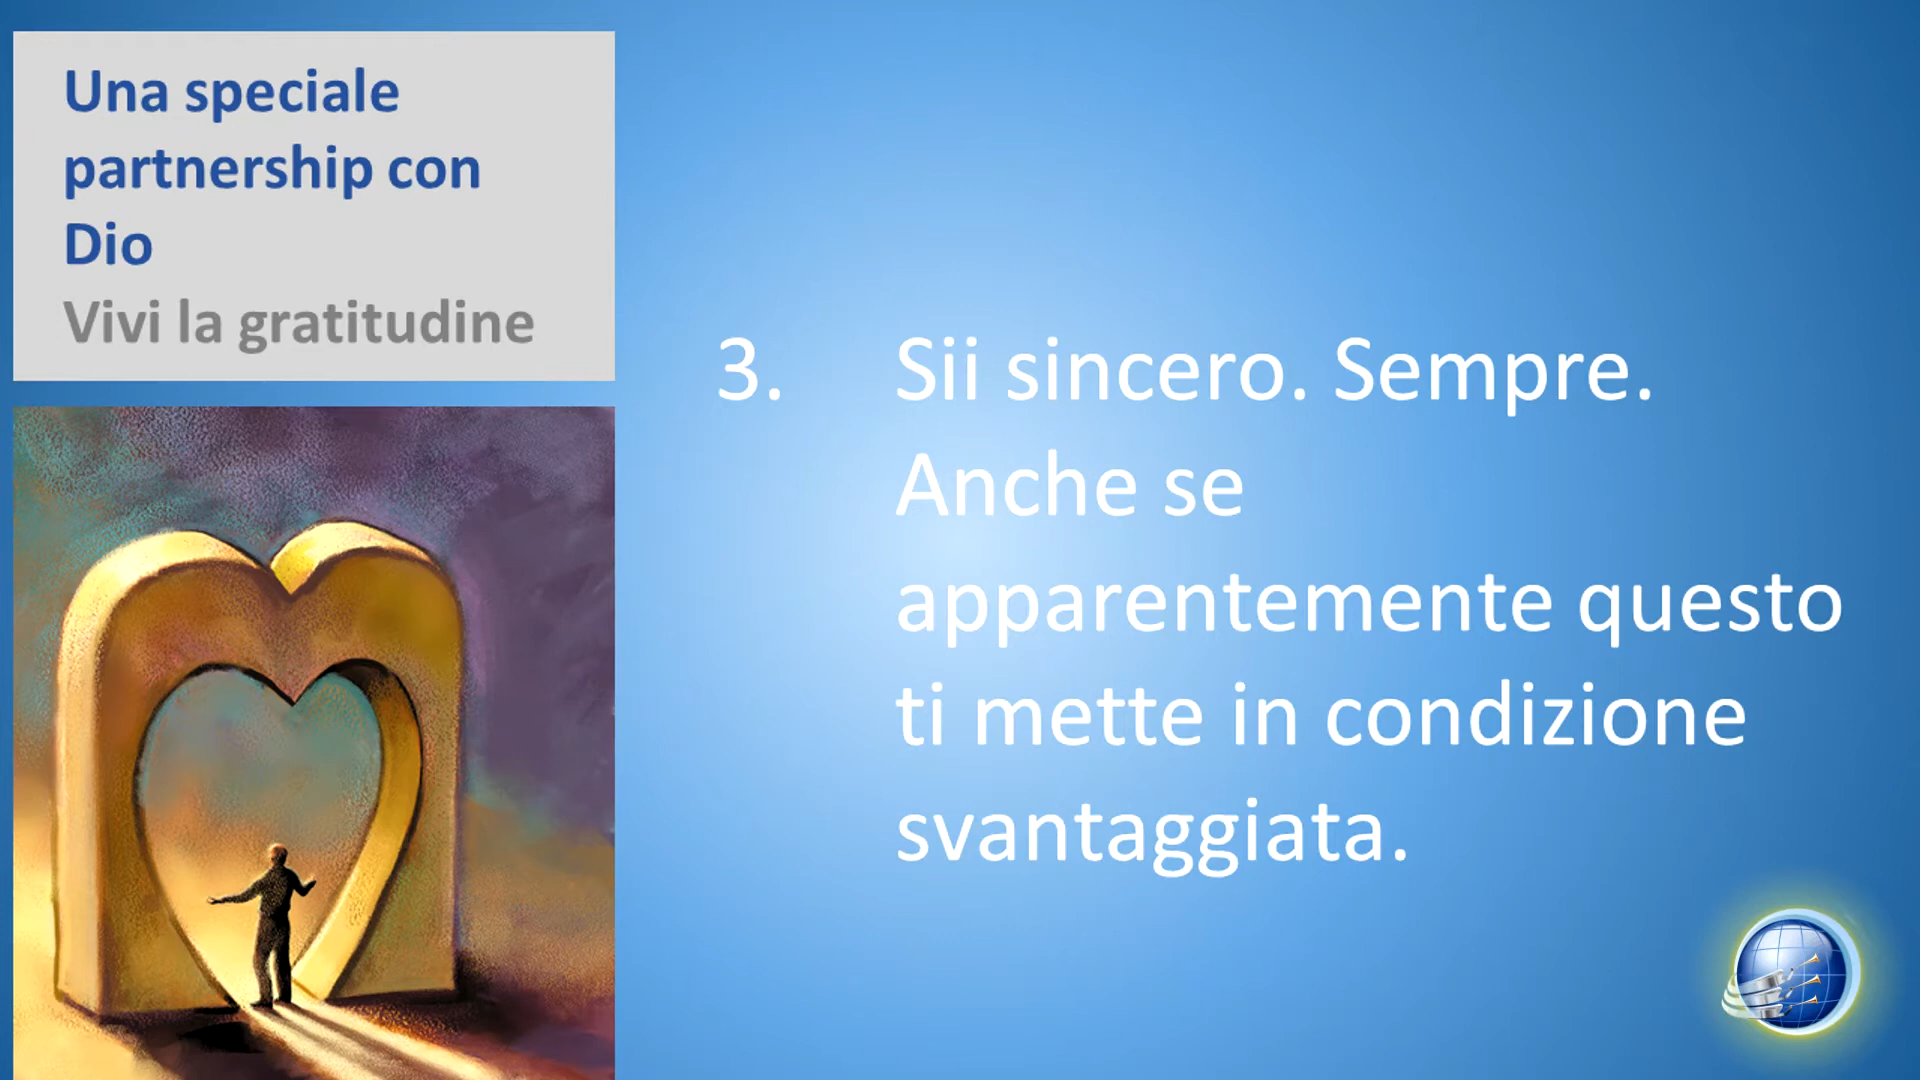 Una speciale
partnership con
Dio
Vivi la gratitudine
3. Sii sincero. Sempre.
Anche se
apparentemente questo
ti mette in condizione
svantaggiata.